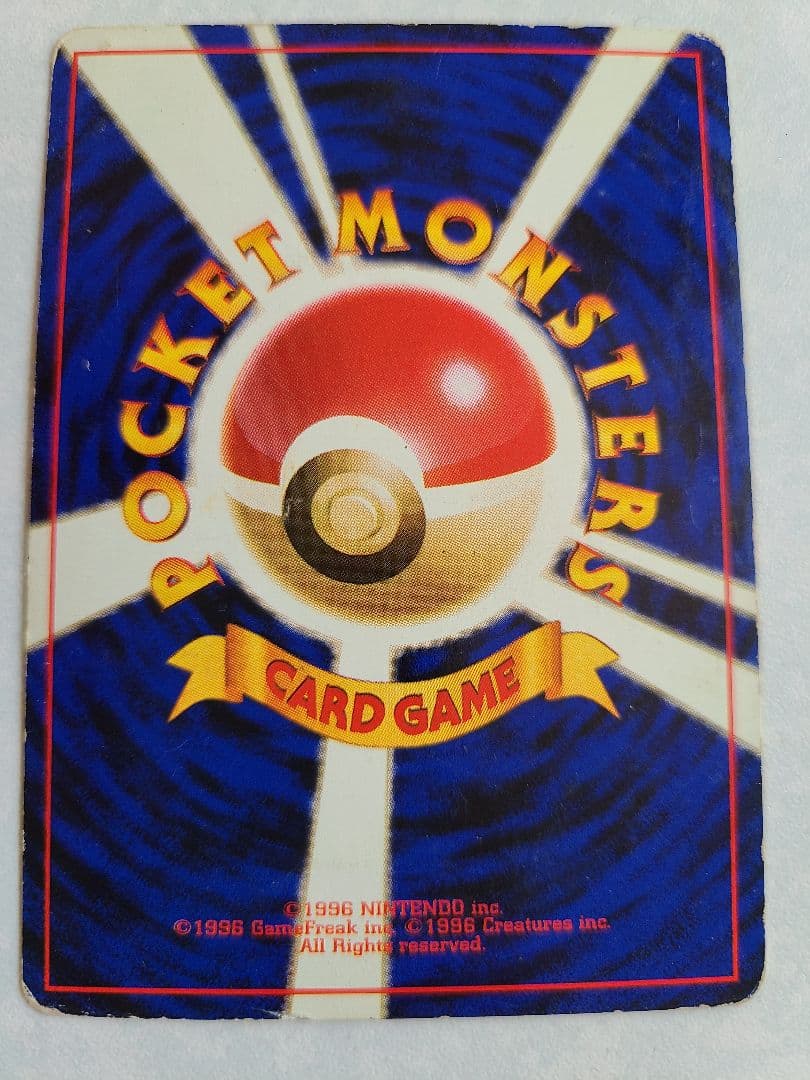 POCKET MONSTERS
CARD GAME
©1996 NINTENDO inc.
©1996 GameFreak inc. ©1996 Creatures inc.
All Rights reserved.